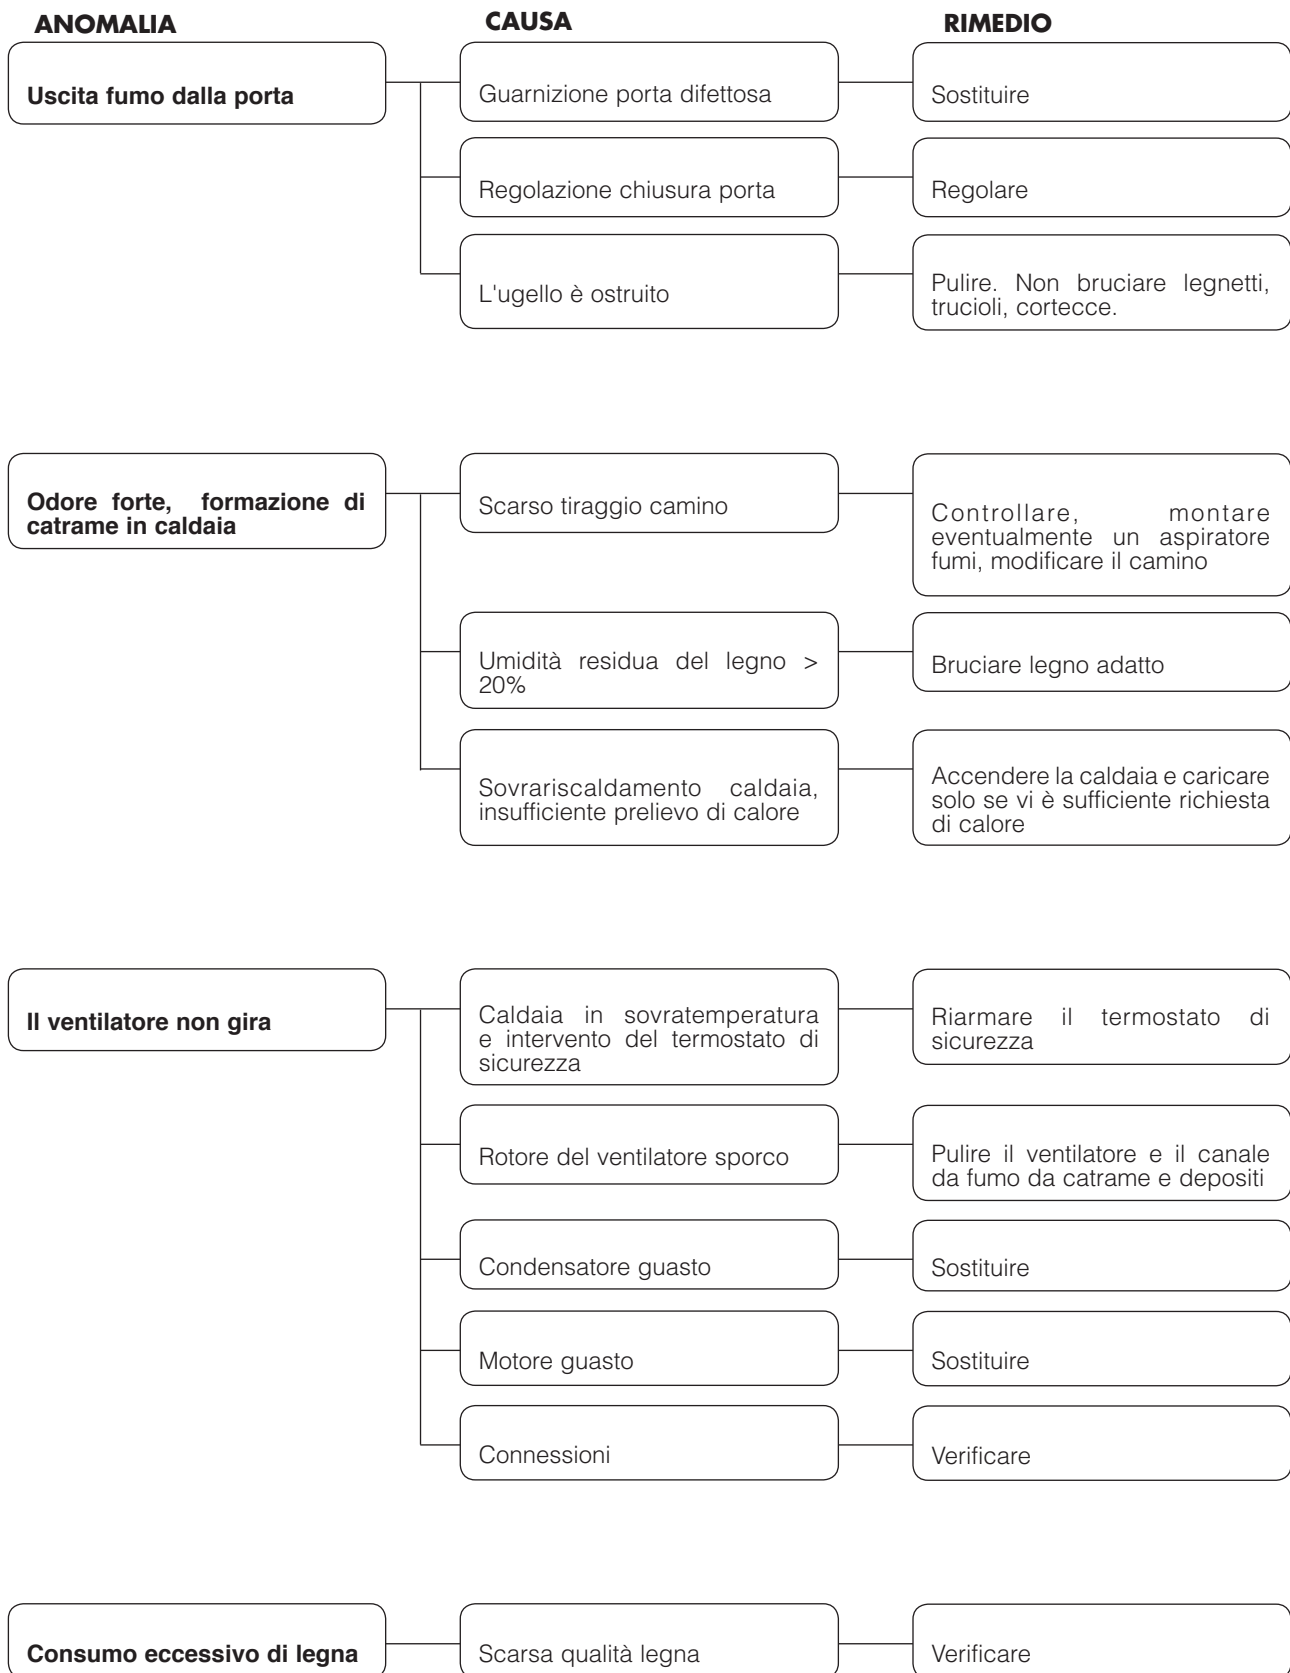 ANOMALIA CAUSA RIMEDIO
Uscita fumo dalla porta
Guarnizione porta difettosa
Sostituire
Regolazione chiusura porta
Regolare
L'ugello è ostruito
Pulire. Non bruciare legnetti,
trucioli, cortecce.
Odore forte, formazione di
catrame in caldaia
Scarso tiraggio camino
Controllare, montare
eventualmente un aspiratore
fumi, modificare il camino
Umidità residua del legno >
20%
Bruciare legno adatto
Sovrariscaldamento caldaia,
insufficiente prelievo di calore
Accendere la caldaia e caricare
solo se vi è sufficiente richiesta
di calore
Il ventilatore non gira
Caldaia in sovratemperatura
e intervento del termostato di
sicurezza
Riarmare il termostato di
sicurezza
Rotore del ventilatore sporco
Pulire il ventilatore e il canale
da fumo da catrame e depositi
Condensatore guasto
Sostituire
Motore guasto
Sostituire
Connessioni
Verificare
Consumo eccessivo di legna
Scarsa qualità legna
Verificare